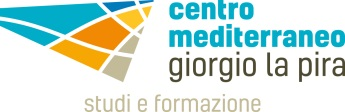 centro
mediterraneo
giorgio la pira
studi e formazione